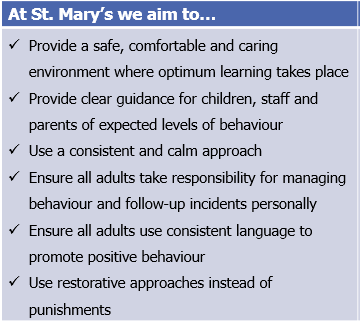 At St. Mary's we aim to...
✓ Provide a safe, comfortable and caring
environment where optimum learning takes place
✓ Provide clear guidance for children, staff and
parents of expected levels of behaviour
✓ Use a consistent and calm approach
✓ Ensure all adults take responsibility for managing
behaviour and follow-up incidents personally
✓ Ensure all adults use consistent language to
promote positive behaviour
✓ Use restorative approaches instead of
punishments